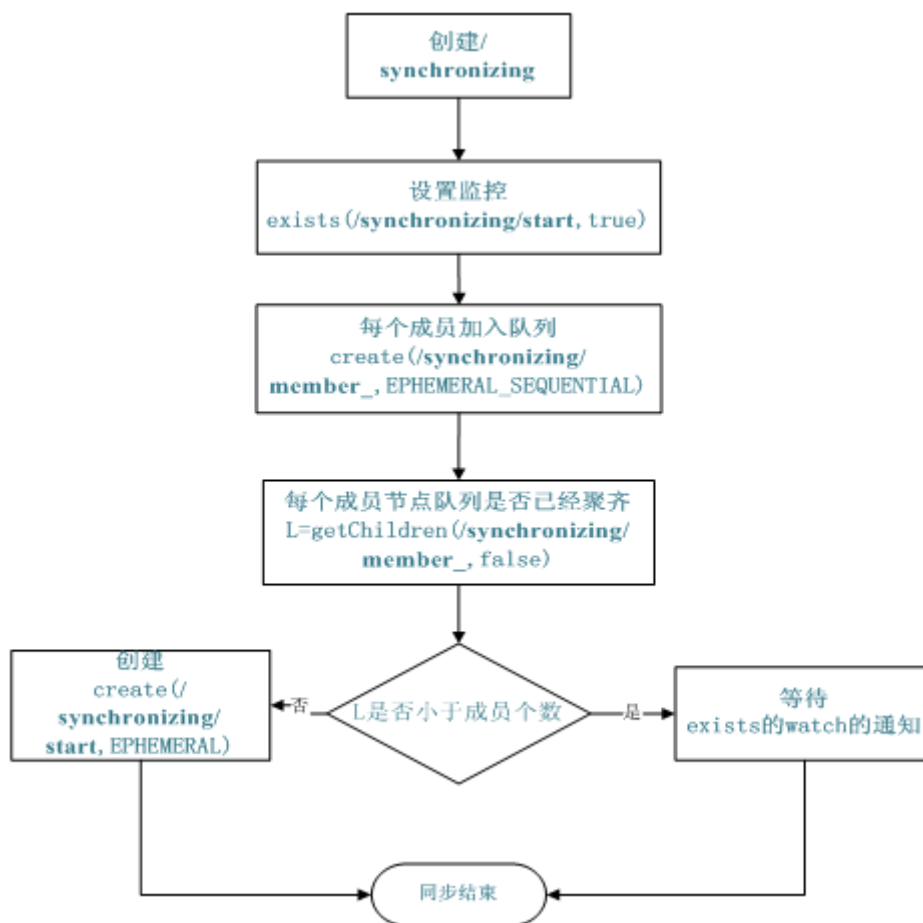 创建/
synchronizing
设置监控
exists(/synchronizing/start,true)
每个成员加入队列
create(/synchronizing/
member_,EPHEMERAL_SEQUENTIAL)
每个成员节点队列是否已经聚齐
L=getChildren(/synchronizing/
member_,false)
创建
create(/
synchronizing/
start,EPHEMERAL)
否
L是否小于成员个数
是
等待
exists的watch的通知
同步结束